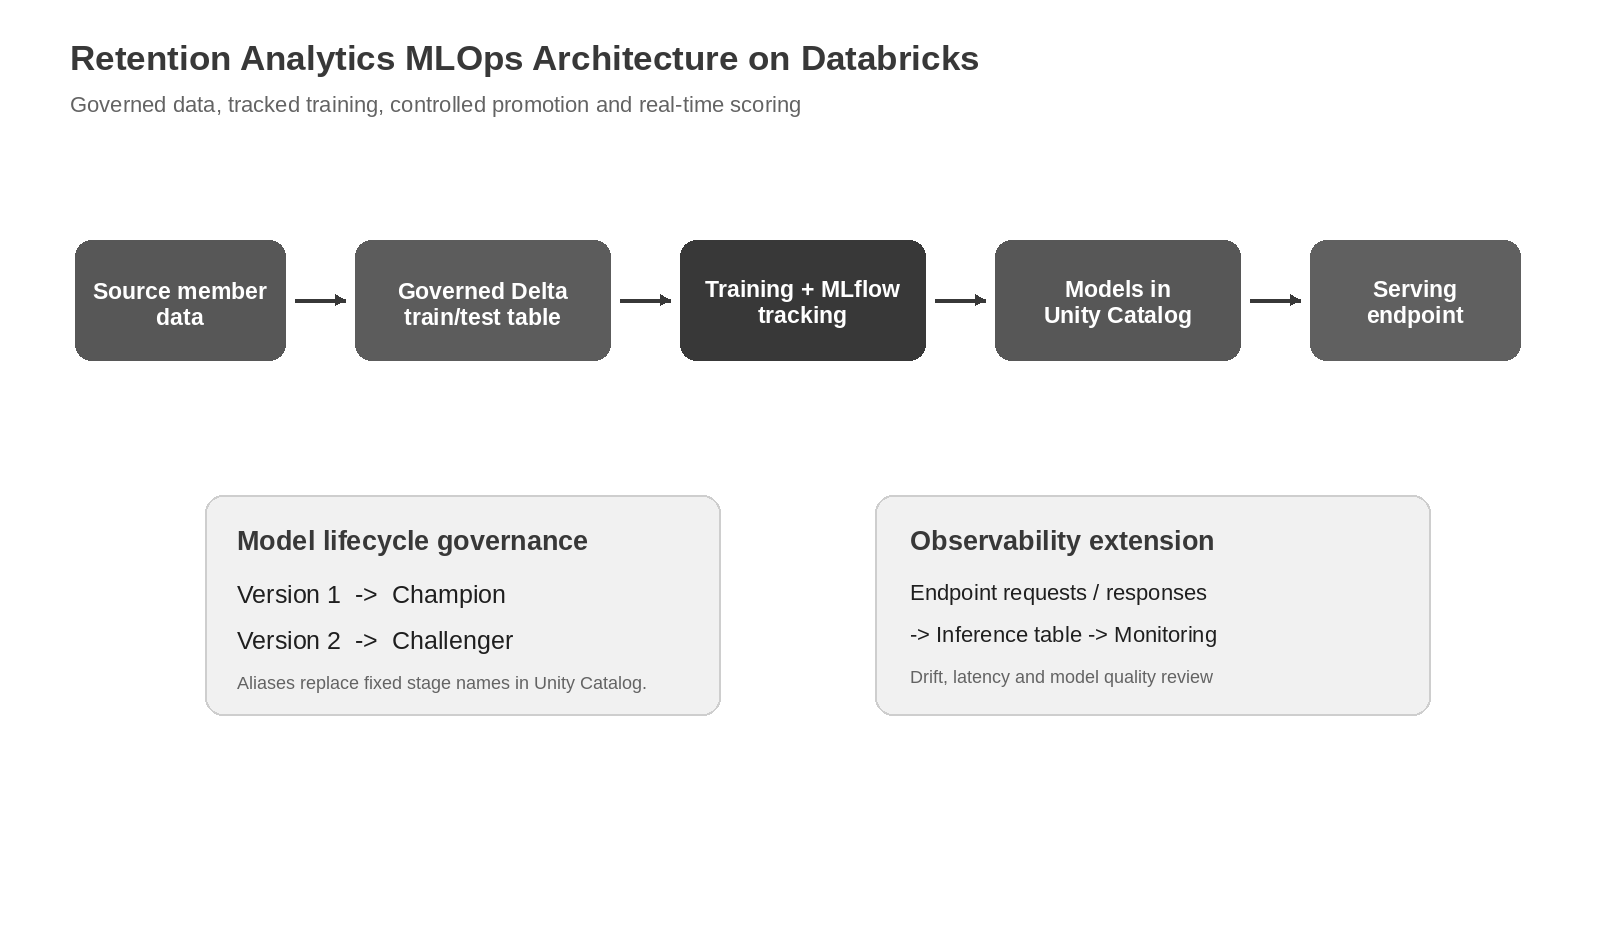 Retention Analytics MLOps Architecture on Databricks
Governed data, tracked training, controlled promotion and real-time scoring
Source member
data
Governed Delta
train/test table
Training + MLflow
tracking
Models in
Unity Catalog
Serving
endpoint
Model lifecycle governance
Version 1 -> Champion
Version 2 -> Challenger
Aliases replace fixed stage names in Unity Catalog.
Observability extension
Endpoint requests / responses
-> Inference table -> Monitoring
Drift, latency and model quality review